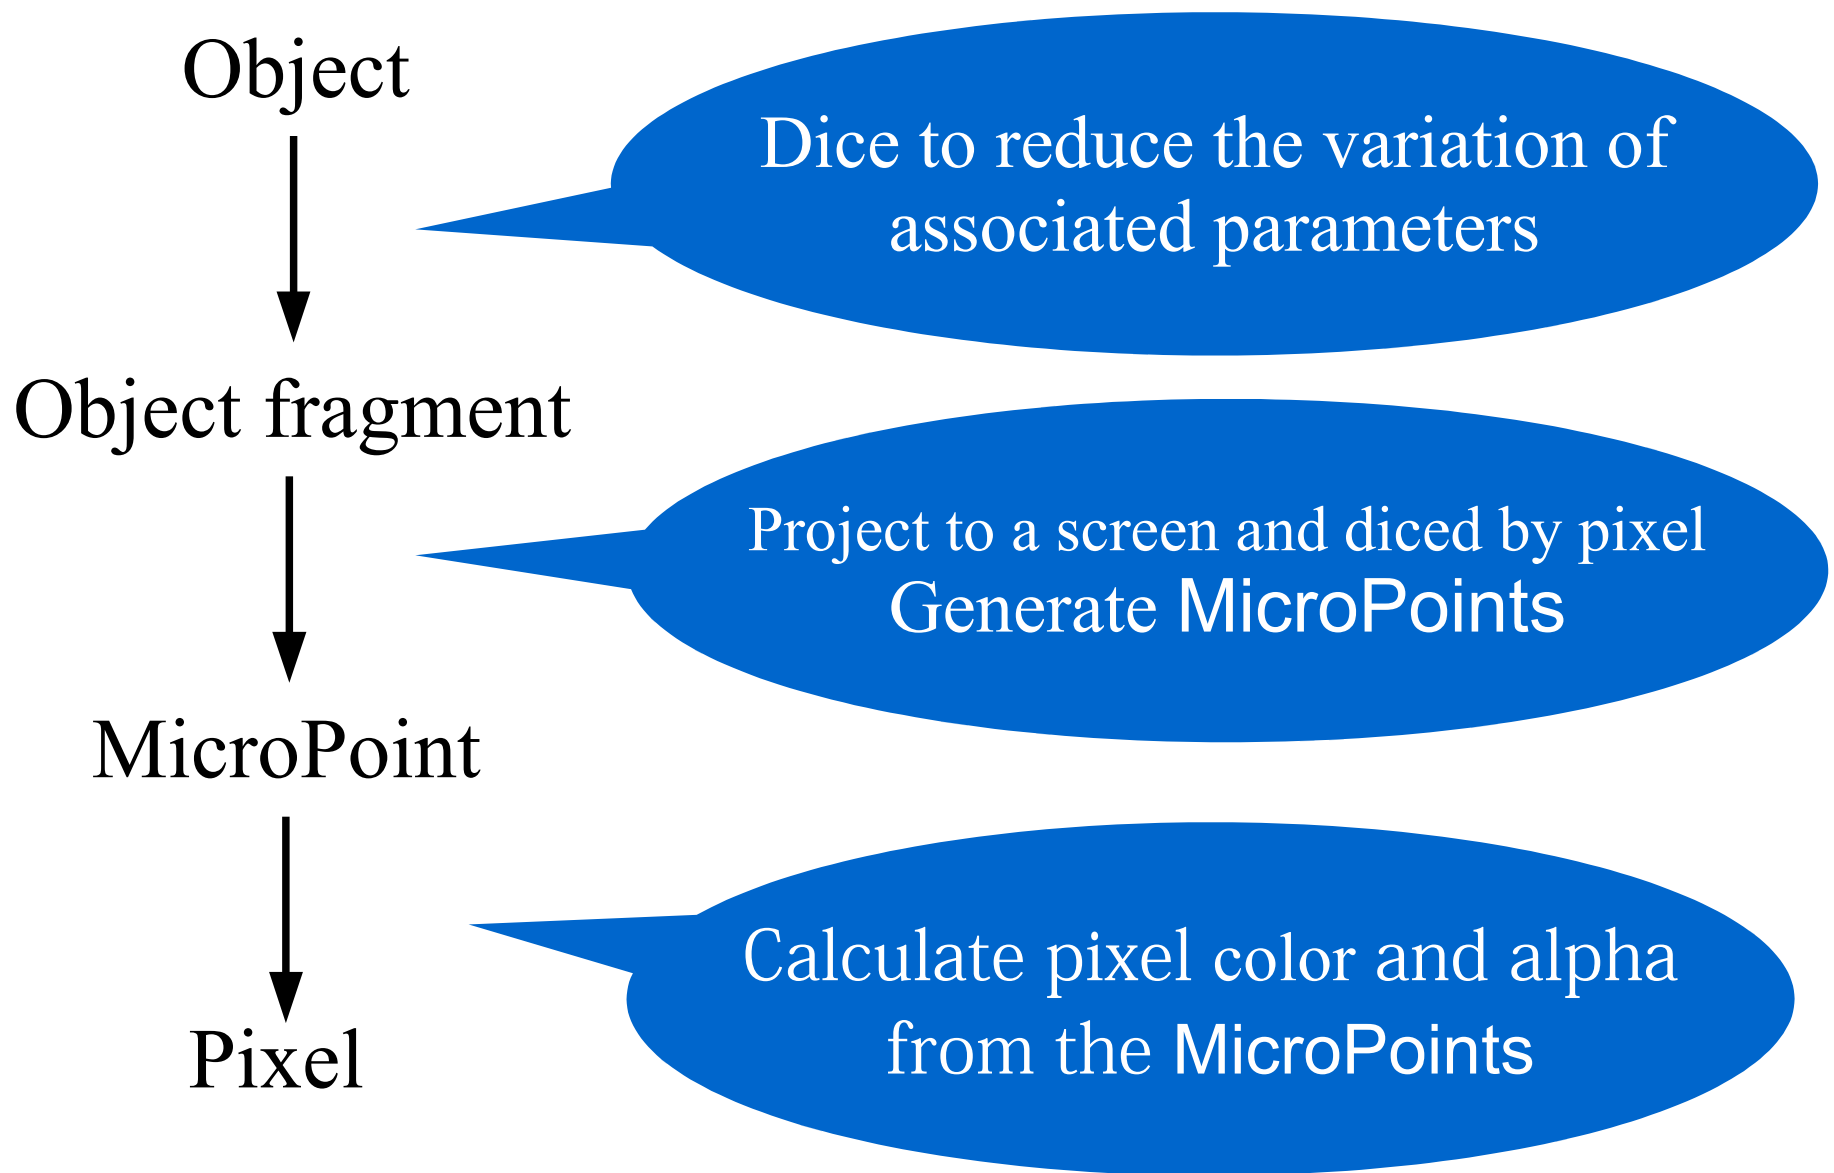 Object
Dice to reduce the variation of
associated parameters
Object fragment
Project to a screen and diced by pixel
Generate MicroPoints
MicroPoint
Calculate pixel color and alpha
from the MicroPoints
Pixel